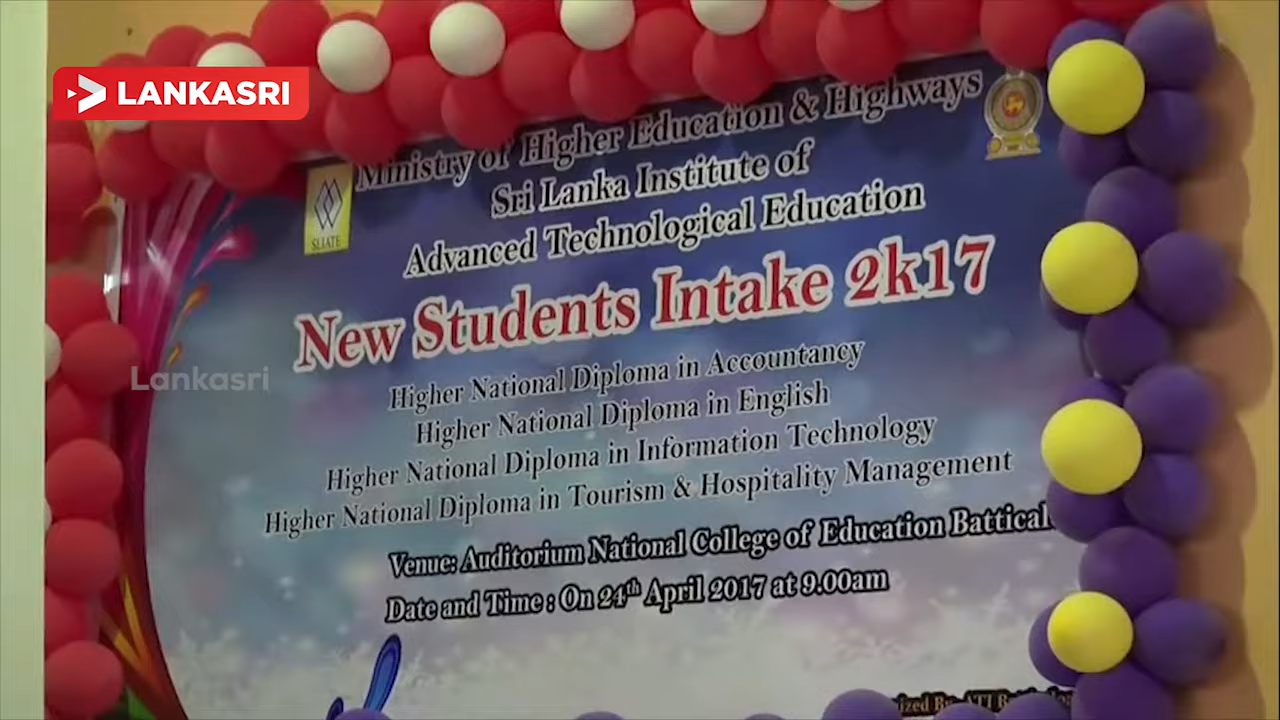 LANKASRI
Ministry of Higher Education & Highways
Sri Lanka Institute of
Advanced Technological Education
SLIATE
New Students Intake 2k17
Lankasri
Higher National Diploma in Accountancy
Higher National Diploma in English
Higher National Diploma in Information Technology
Higher National Diploma in Tourism & Hospitality Management
Venue: Auditorium National College of Education
Date and Time : On 24th April 2017 at 9.00am
ATI